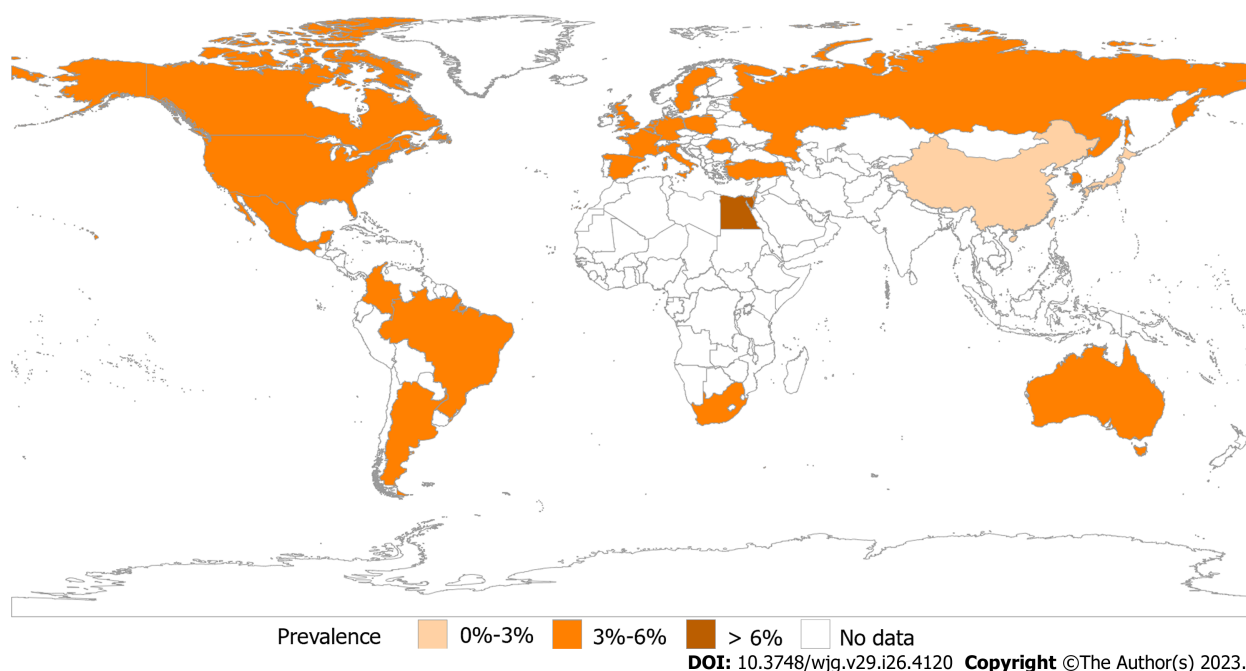 Prevalence 0%-3% 3%-6% > 6% No data
DOI: 10.3748/wjg.v29.i26.4120 Copyright ©The Author(s) 2023.